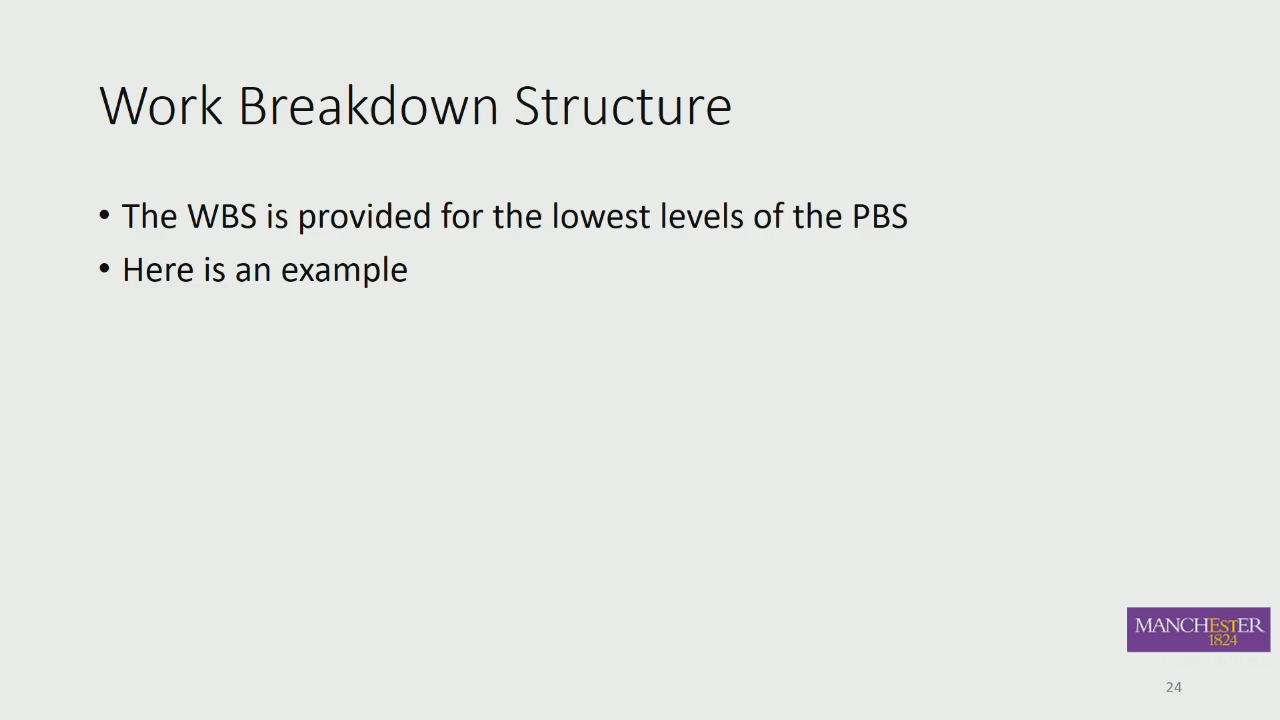 Work Breakdown Structure
• The WBS is provided for the lowest levels of the PBS
• Here is an example
MANCHESTER
1824
24